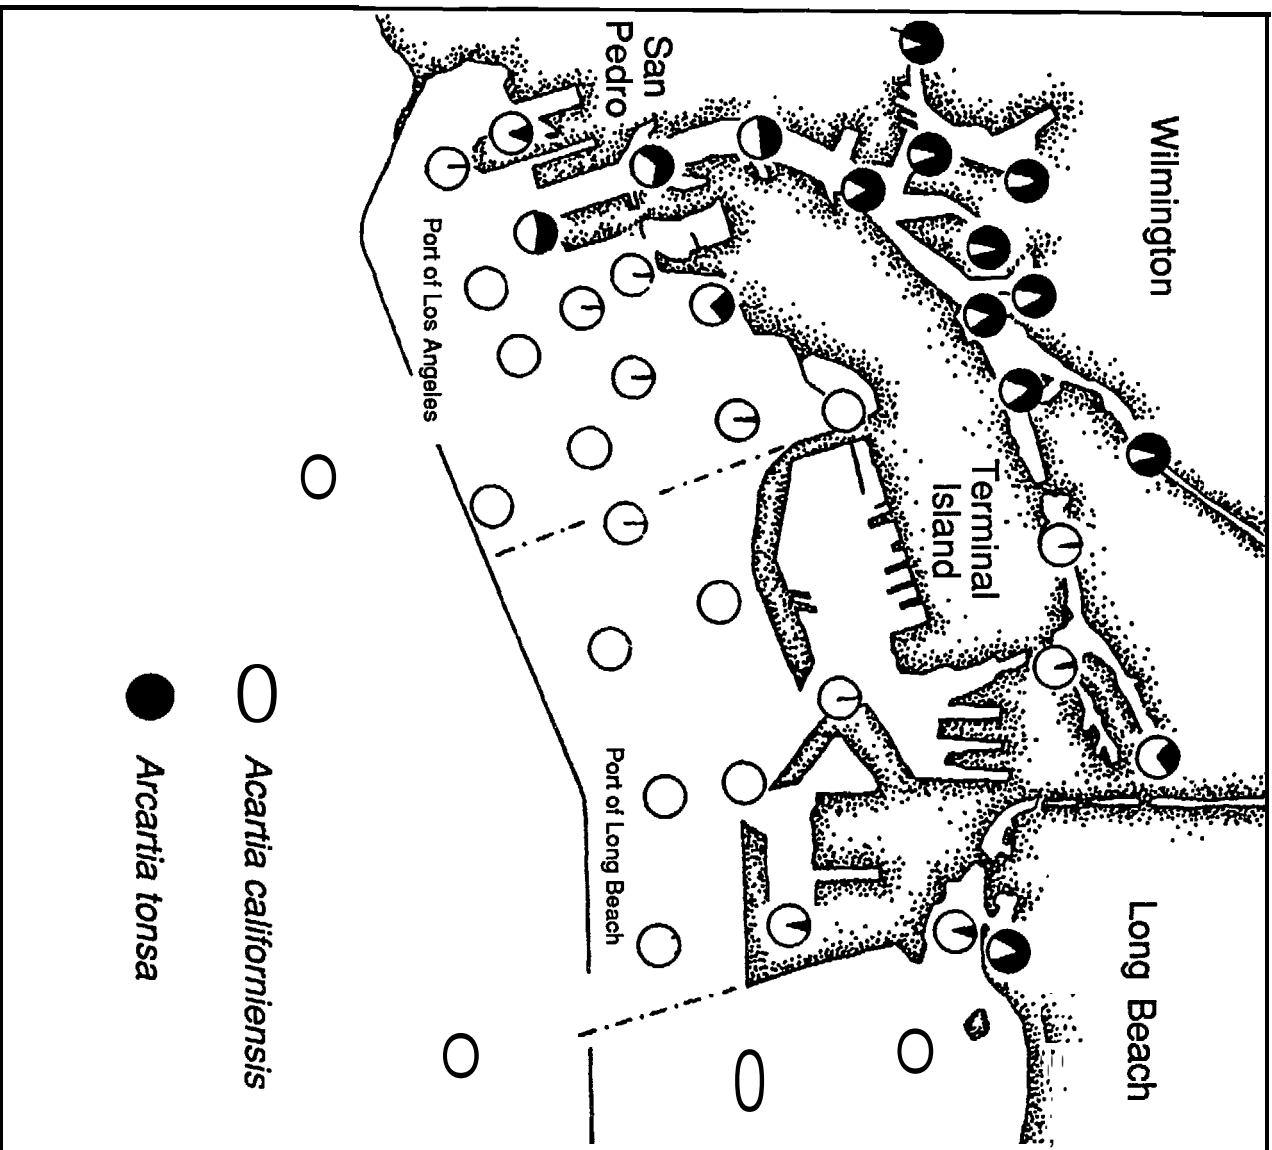 Wilmington
San
Pedro
Terminal
Island
Long Beach
Port of Los Angeles
Port of Long Beach
Acartia californiensis
Arcartia tonsa